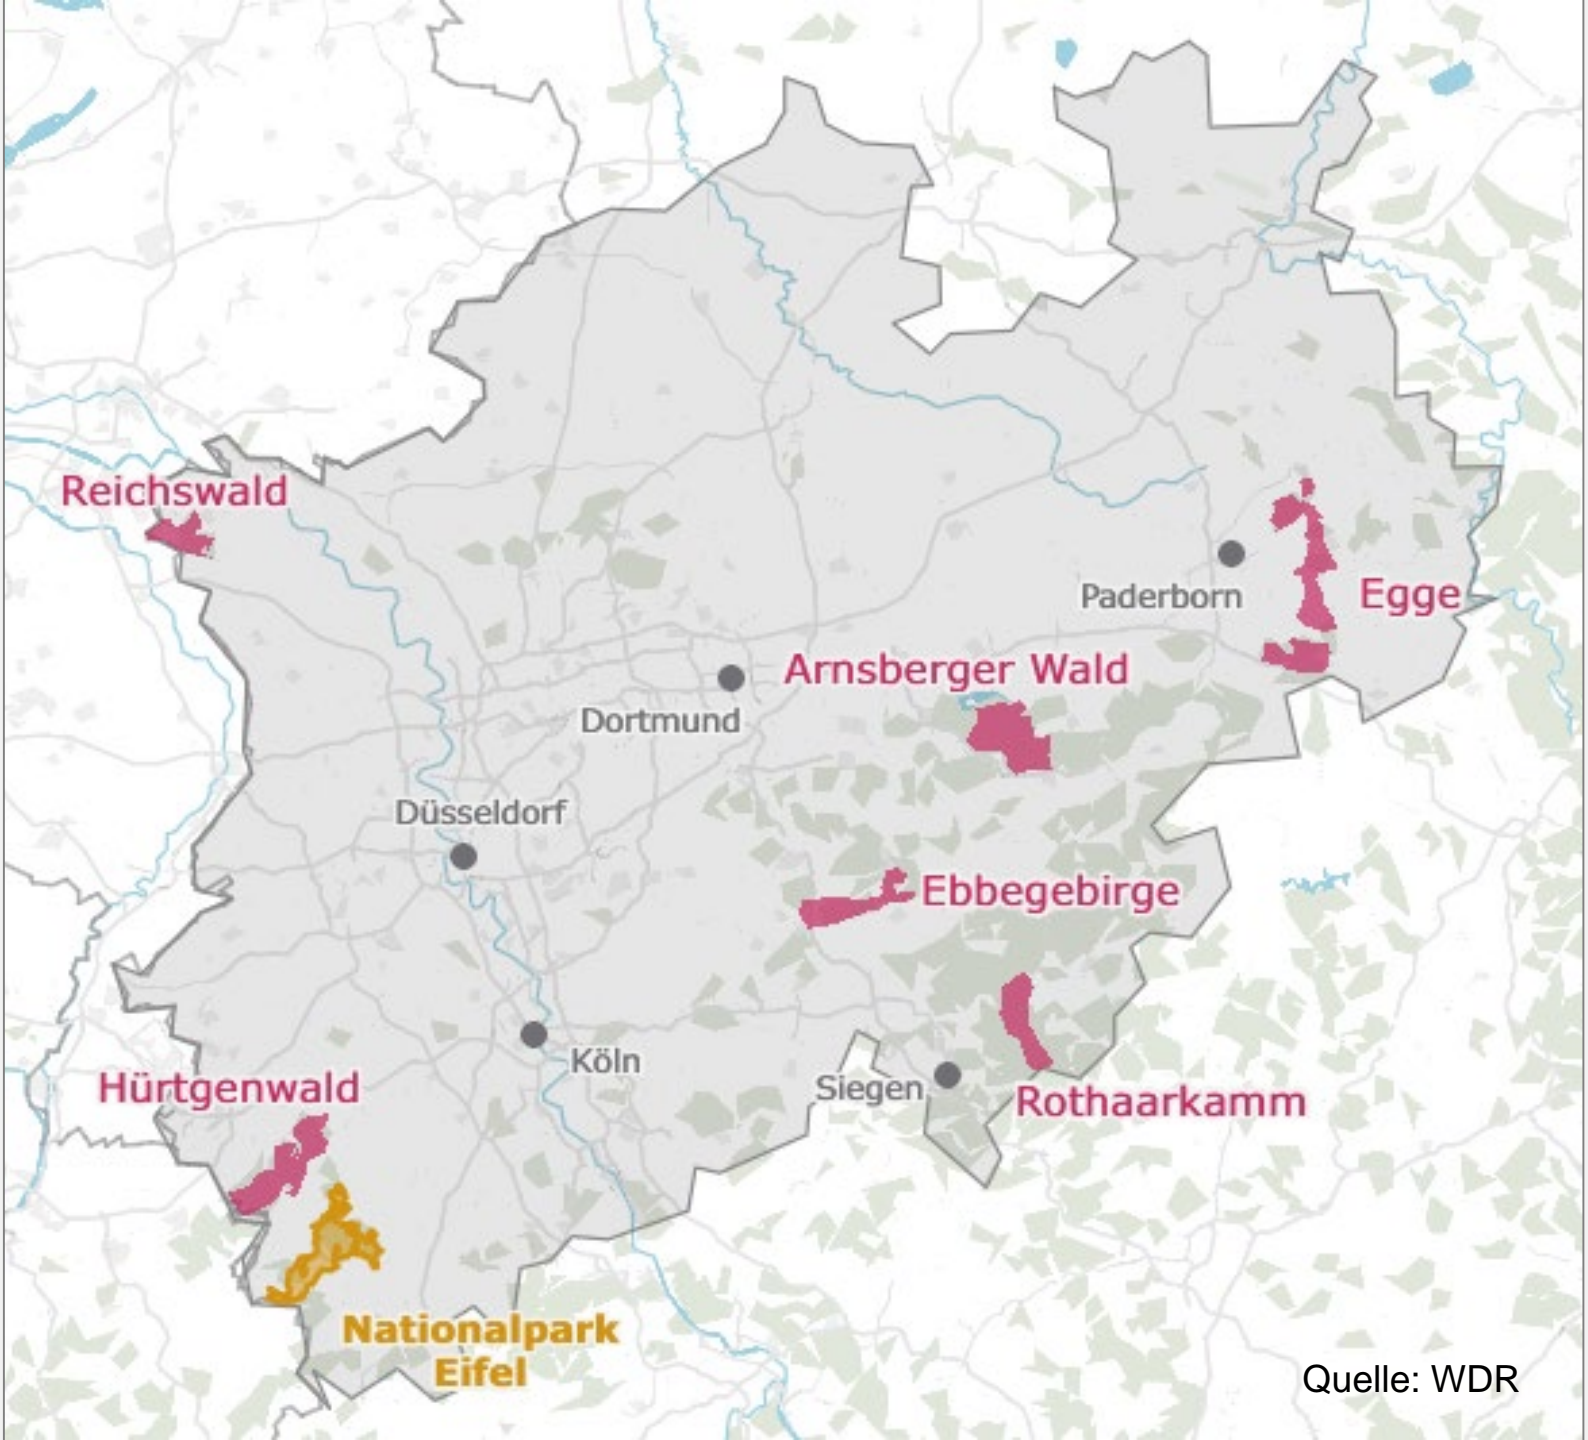 Reichswald
Paderborn
Egge
Arnsberger Wald
Dortmund
Düsseldorf
Ebbegebirge
Köln
Siegen
Hürtgenwald
Rothaarkamm
Nationalpark
Eifel
Quelle: WDR